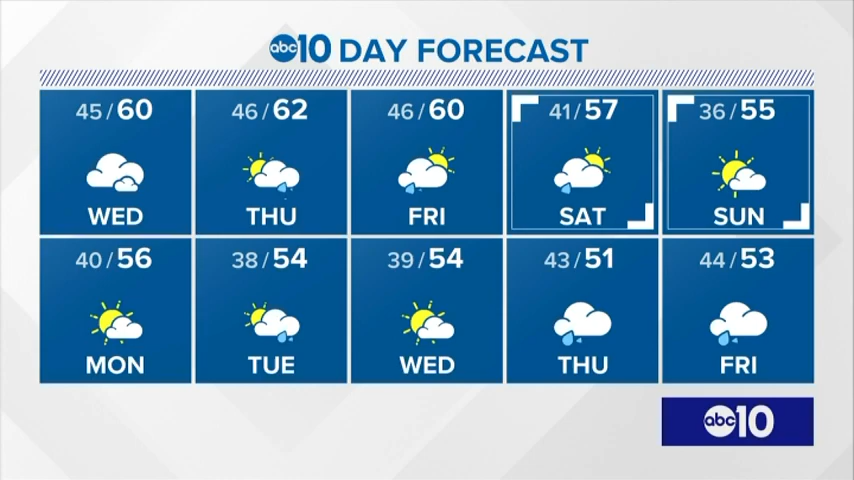 abc10 DAY FORECAST
45/60 46/62 46/60 41/57 36/55
WED THU FRI SAT SUN
40/56 38/54 39/54 43/51 44/53
MON TUE WED THU FRI
abc10